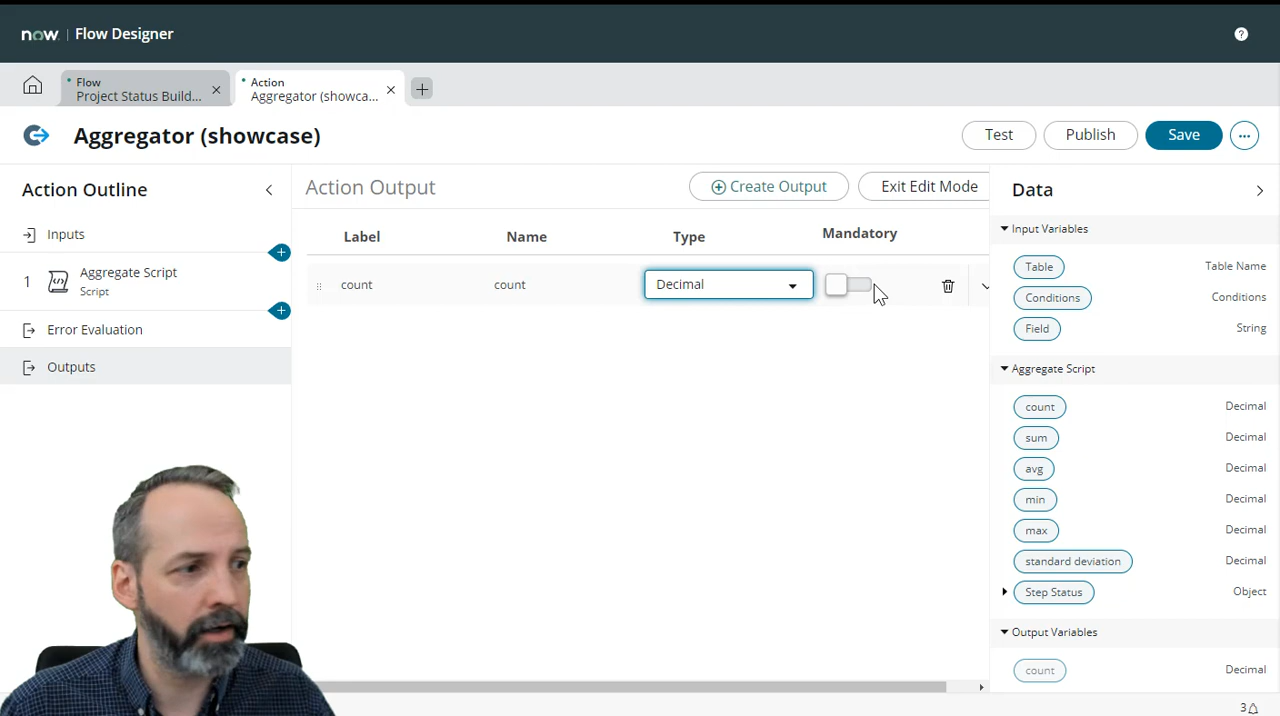 now. | Flow Designer
Flow
Project Status Build...
Action
Aggregator (showca...
Aggregator (showcase)
Test
Publish
Save
Action Outline
Inputs
1
Aggregate Script
Script
Error Evaluation
Outputs
Action Output
Create Output
Exit Edit Mode
Label
Name
Type
Mandatory
count
count
Decimal
Data
Input Variables
Table
Table Name
Conditions
Conditions
Field
String
Aggregate Script
count
Decimal
sum
Decimal
avg
Decimal
min
Decimal
max
Decimal
standard deviation
Decimal
Step Status
Object
Output Variables
count
Decimal
3